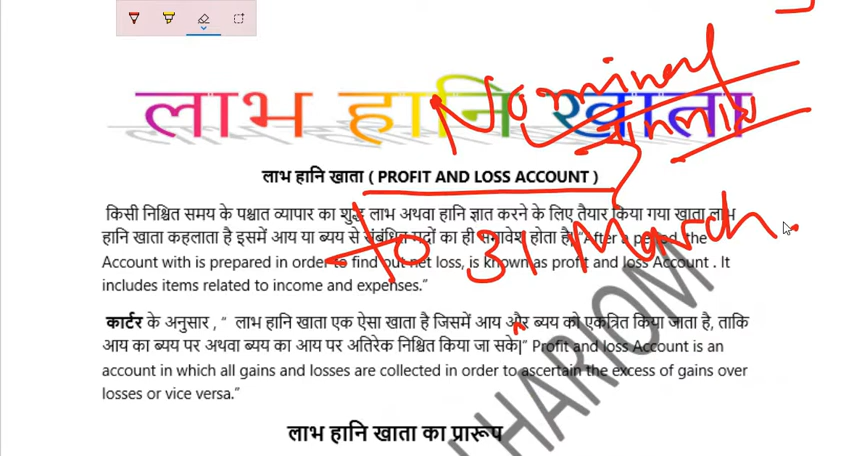 लाभ हानि खाता
Nominal
लाभ हानि खाता ( PROFIT AND LOSS ACCOUNT )
किसी निश्चित समय के पश्चात व्यापार का शुद्ध लाभ अथवा हानि ज्ञात करने के लिए तैयार किया गया खाता लाभ
हानि खाता कहलाता है इसमें आय या ब्यय से संबंधित मदों का ही समावेश होता है| “After a period, the
Account with is prepared in order to find out net loss, is known as profit and loss Account . It
includes items related to income and expenses.”
to 31 March
कार्टर के अनुसार , “ लाभ हानि खाता एक ऐसा खाता है जिसमें आय और ब्यय को एकत्रित किया जाता है, ताकि
आय का ब्यय पर अथवा ब्यय का आय पर अतिरेक निश्चित किया जा सके|” Profit and loss Account is an
account in which all gains and losses are collected in order to ascertain the excess of gains over
losses or vice versa.”
HARIOM
लाभ हानि खाता का प्रारूप